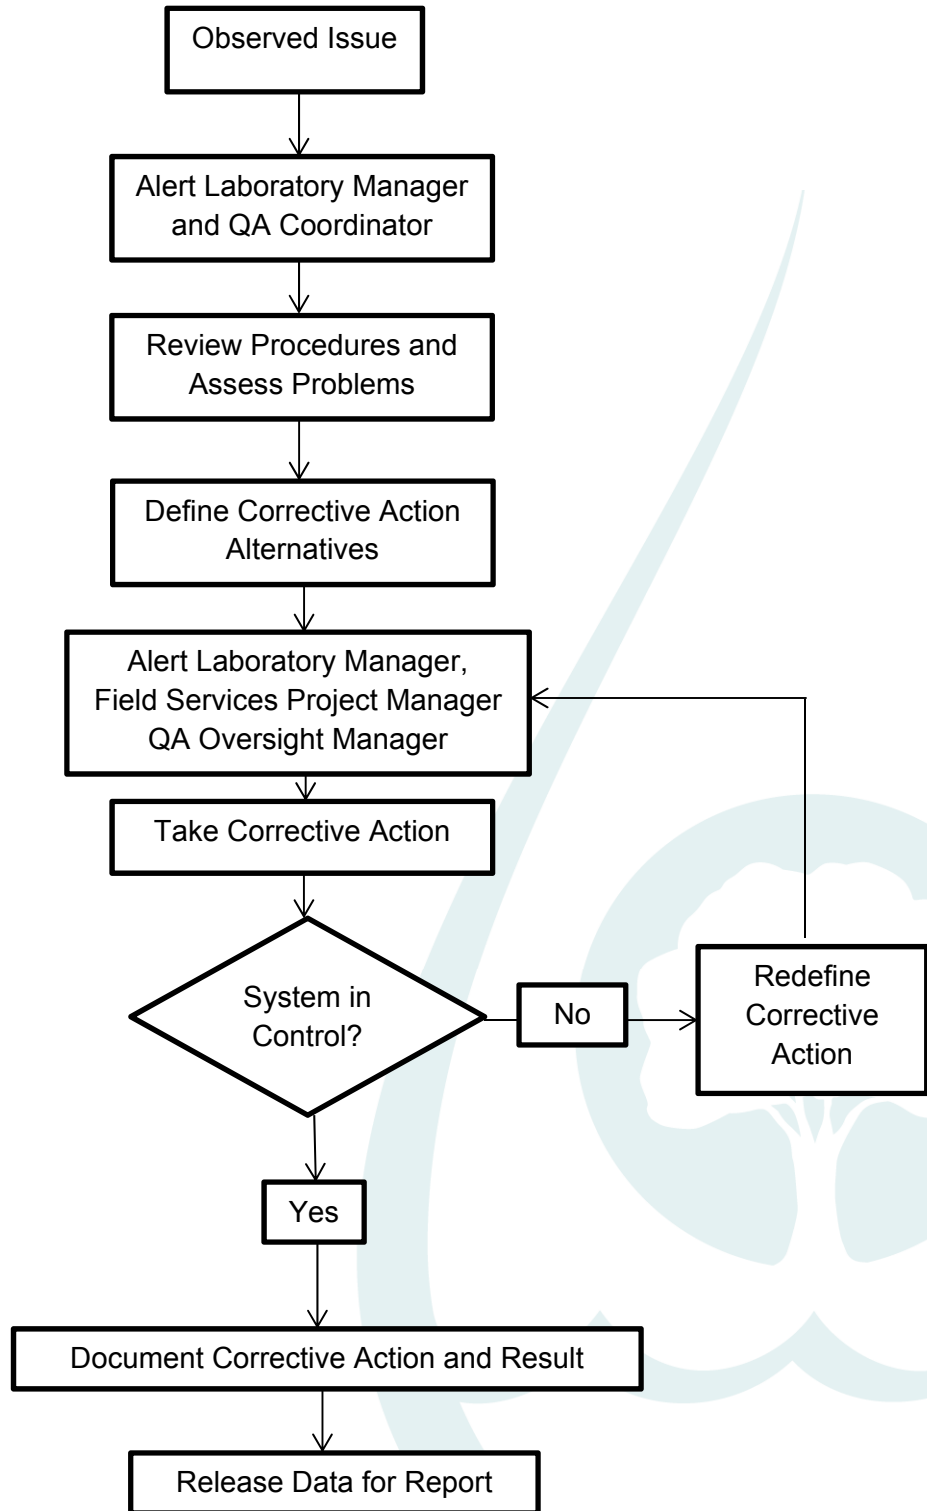 Observed Issue
Alert Laboratory Manager
and QA Coordinator
Review Procedures and
Assess Problems
Define Corrective Action
Alternatives
Alert Laboratory Manager,
Field Services Project Manager
QA Oversight Manager
Take Corrective Action
System in
Control?
No
Redefine
Corrective
Action
Yes
Document Corrective Action and Result
Release Data for Report